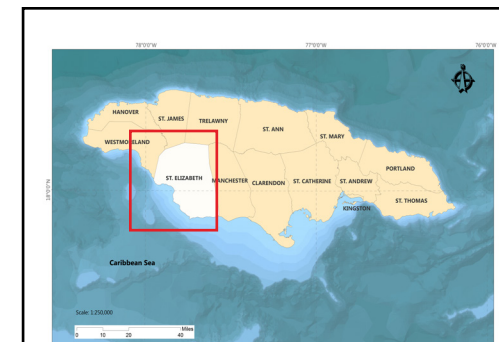 78°0'0"W 77°0'0"W 76°0'0"W
HANOVER
ST. JAMES
TRELAWNY
ST. ANN
ST. MARY
WESTMORELAND
PORTLAND
ST. ELIZABETH
MANCHESTER
CLARENDON
ST. CATHERINE
ST. ANDREW
18°0'0"N
ST. THOMAS
KINGSTON
Caribbean Sea
Scale: 1:250,000
Miles
0 10 20 40